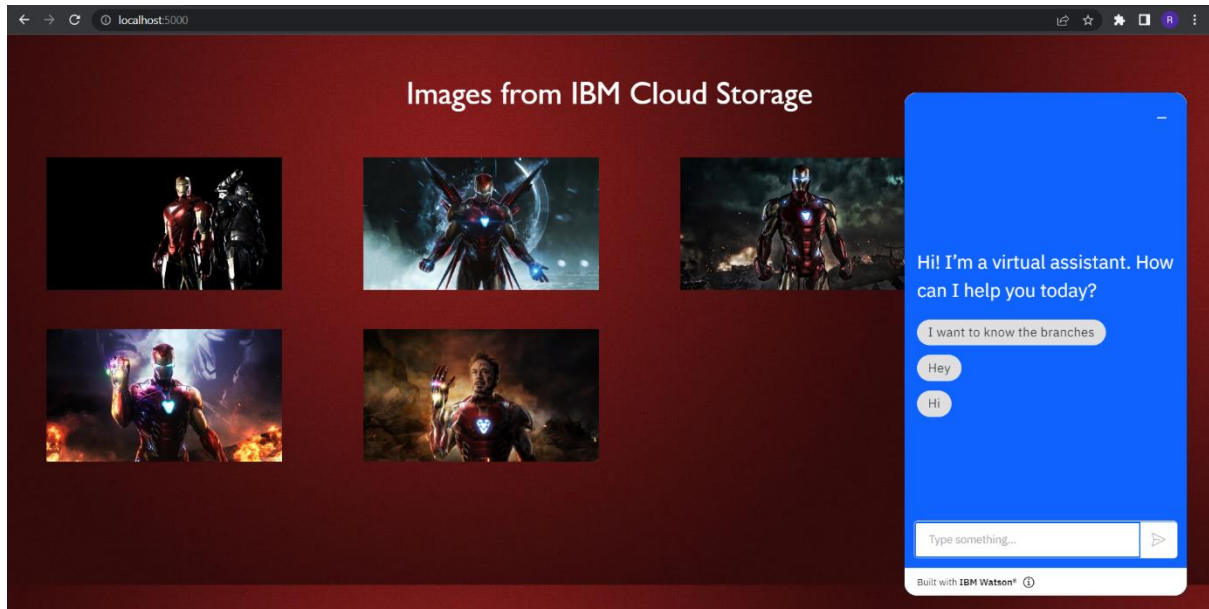 localhost:5000
R
Images from IBM Cloud Storage
Hi! I'm a virtual assistant. How
can I help you today?
I want to know the branches
Hey
Hi
Type something...
Built with IBM Watson®